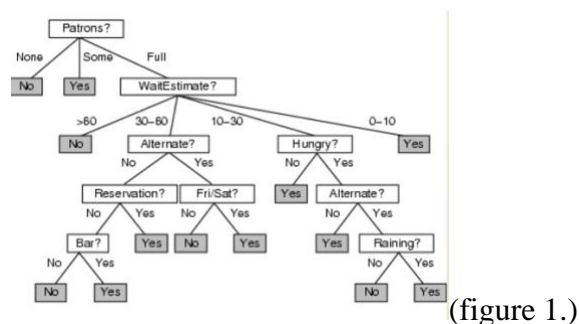 Patrons?
None Some Full
No Yes WaitEstimate?
>60 30–60 10–30 0–10
No Alternate? Hungry? Yes
No Yes No Yes
Reservation? Fri/Sat? Yes Alternate?
No Yes No Yes No Yes
Bar? Yes No Yes Yes Raining?
No Yes No Yes
No Yes No Yes
(figure 1.)